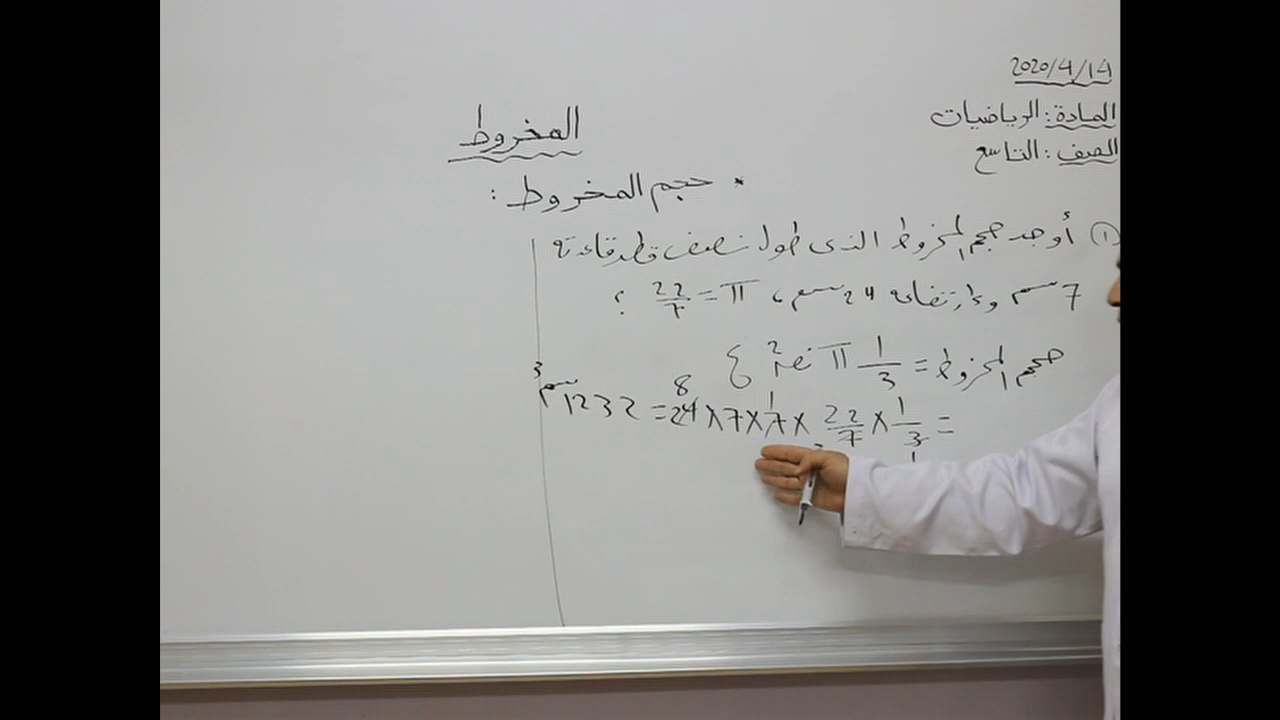 2020/4/14
المادة: الرياضيات
الصف: التاسع
المخروط
* حجم المخروط :
(١) أوجد حجم المخروط الذى طول نصف قطر قاعدته
7 سم وارتفاعه 24 سم ، π = 22/7 ؟
حجم المخروط = 1/3 π نق² ع
= 1/3 × 22/7 × 7 × 7 × 24 = 1232 سم³